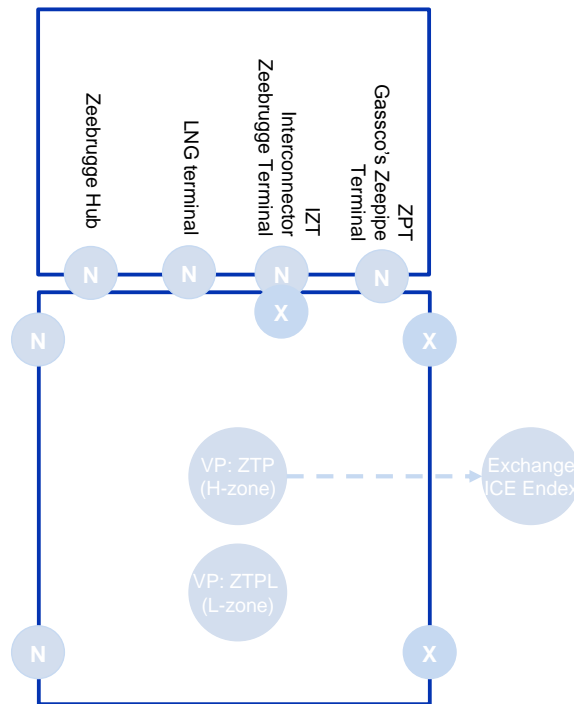 Zeebrugge Hub
LNG terminal
Zeebrugge Terminal
Interconnector
IZT
Gassco's Zeepipe
Terminal
ZPT
N
N
N
N
X
N
X
VP: ZTP
(H-zone)
Exchange
ICE Endex
VP: ZTPL
(L-zone)
N
X